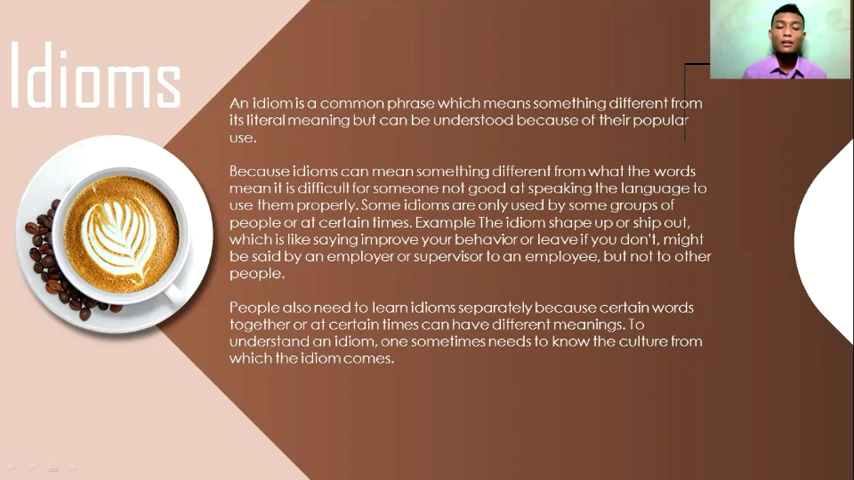 Idioms
An idiom is a common phrase which means something different from
its literal meaning but can be understood because of their popular
use.
Because idioms can mean something different from what the words
mean it is difficult for someone not good at speaking the language to
use them properly. Some idioms are only used by some groups of
people or at certain times. Example The idiom shape up or ship out,
which is like saying improve your behavior or leave if you don't, might
be said by an employer or supervisor to an employee, but not to other
people.
People also need to learn idioms separately because certain words
together or at certain times can have different meanings. To
understand an idiom, one sometimes needs to know the culture from
which the idiom comes.